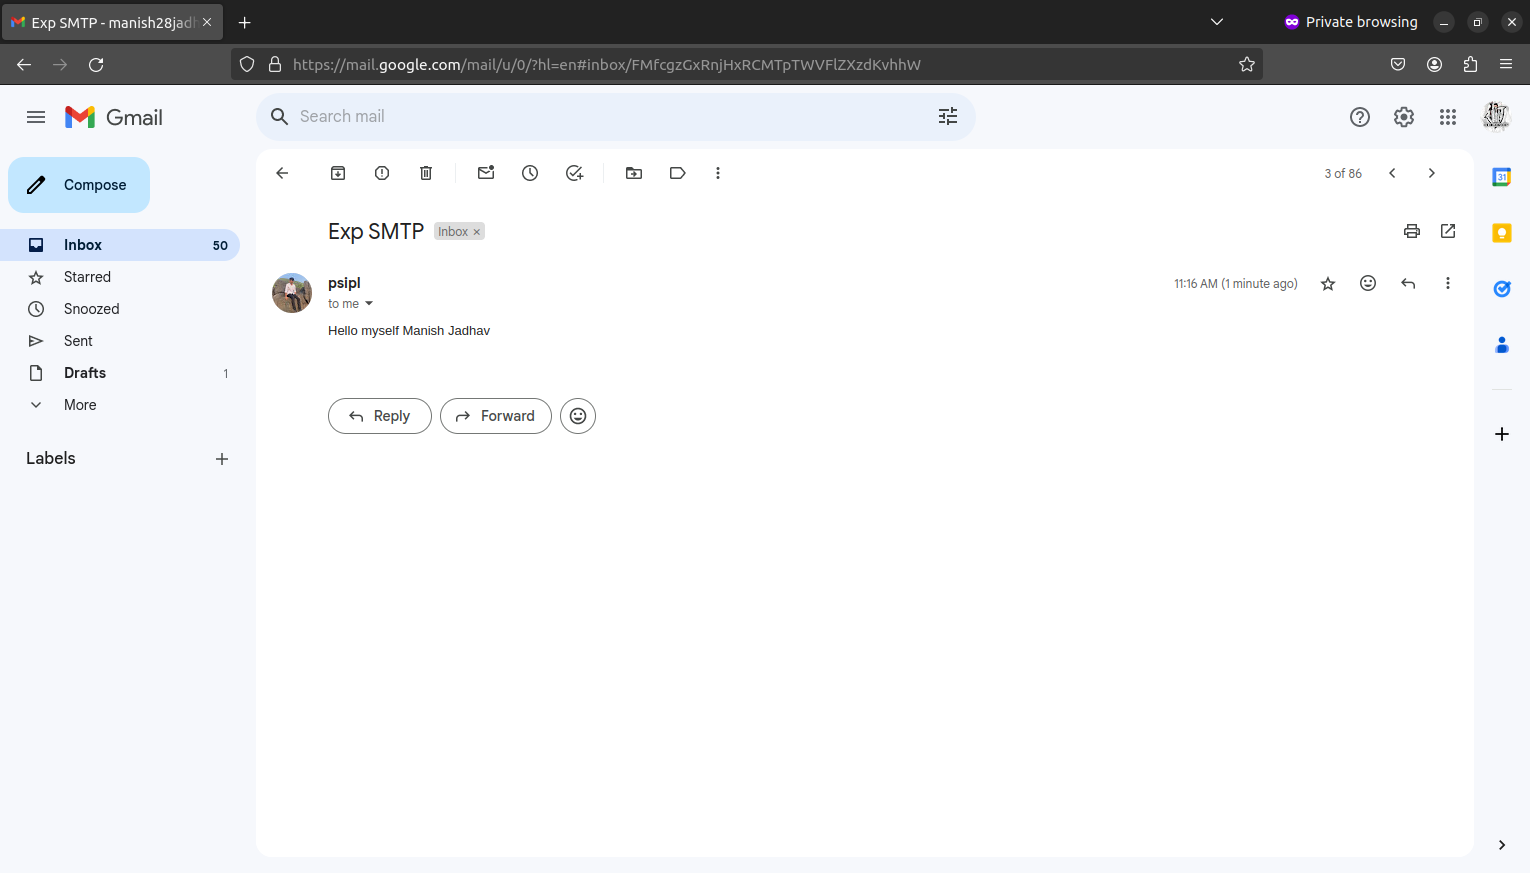 Exp SMTP - manish28jadh
Private browsing
https://mail.google.com/mail/u/0/?hl=en#inbox/FMfcgzGxRnjHxRCMTpTWVFlZXzdKvhhW
Gmail
Search mail
Compose
3 of 86
31
Inbox 50
Exp SMTP Inbox ×
Starred
psipl
11:16 AM (1 minute ago)
to me
Snoozed
Hello myself Manish Jadhav
Sent
Drafts 1
More
Reply
Forward
Labels